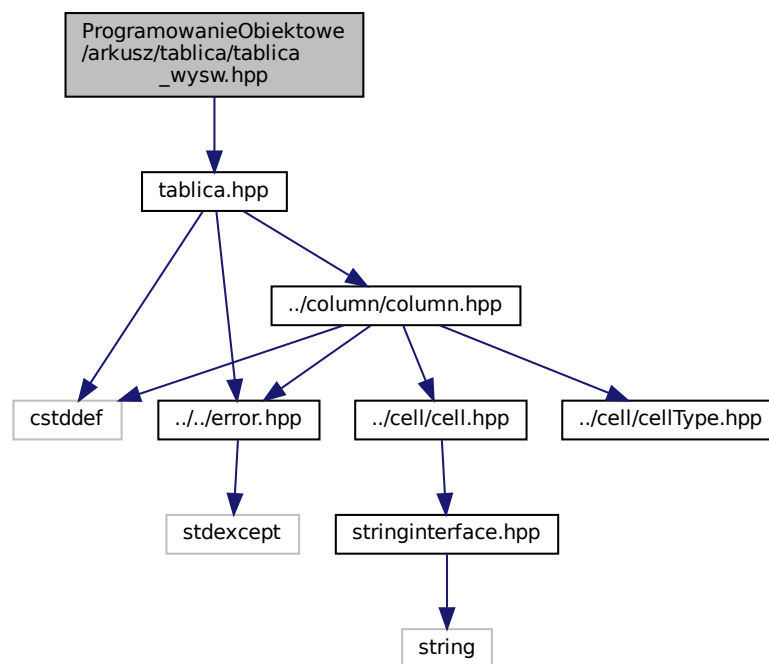 ProgramowanieObiektowe
/arkusz/tablica/tablica
_wysw.hpp
tablica.hpp
../column/column.hpp
cstddef
../../error.hpp
../cell/cell.hpp
../cell/cellType.hpp
stdexcept
stringinterface.hpp
string